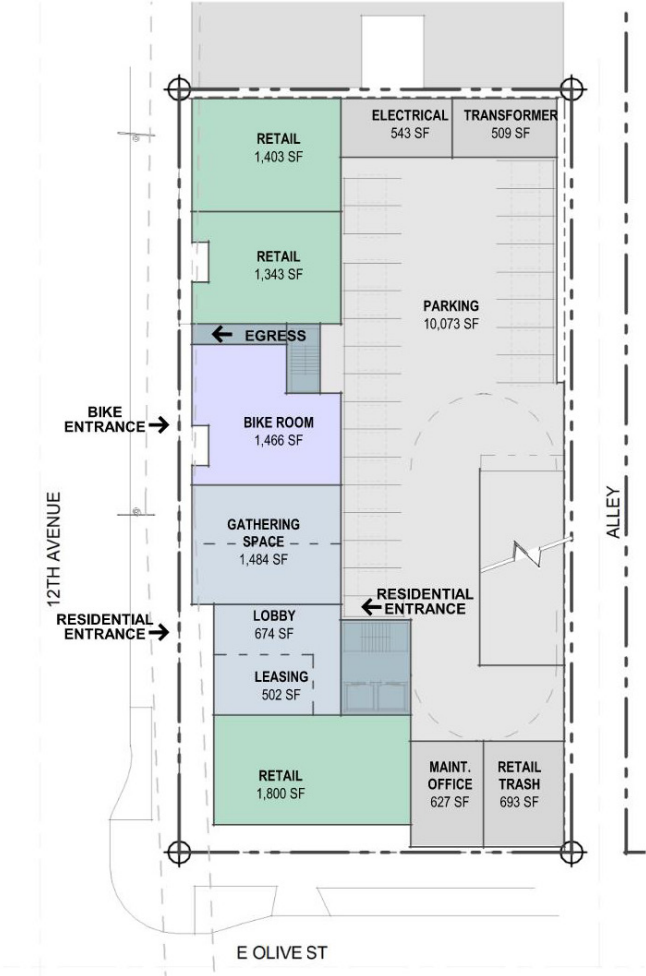 ELECTRICAL
543 SF
TRANSFORMER
509 SF
RETAIL
1,403 SF
RETAIL
1,343 SF
PARKING
10,073 SF
← EGRESS
BIKE
ENTRANCE →
BIKE ROOM
1,466 SF
12TH AVENUE
ALLEY
GATHERING
SPACE
1,484 SF
RESIDENTIAL
ENTRANCE →
LOBBY
674 SF
← RESIDENTIAL
ENTRANCE
LEASING
502 SF
RETAIL
1,800 SF
MAINT.
OFFICE
627 SF
RETAIL
TRASH
693 SF
E OLIVE ST